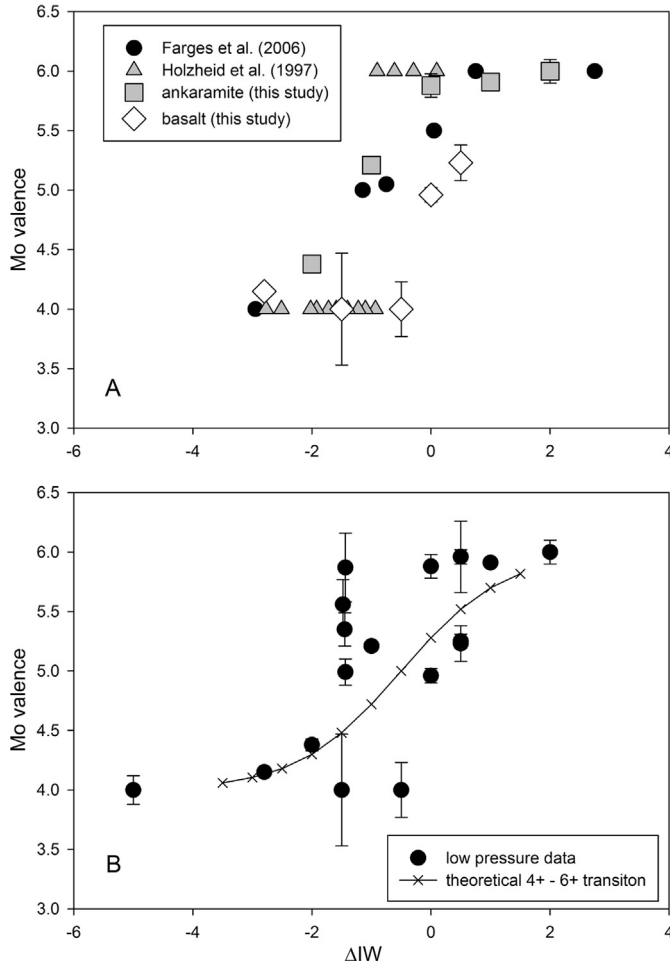 6.5
6.0
5.5
5.0
4.5
4.0
3.5
3.0
Mo valence
Farges et al. (2006)
Holzheid et al. (1997)
ankaramite (this study)
basalt (this study)
A
-6 -4 -2 0 2 4
6.5
6.0
5.5
5.0
4.5
4.0
3.5
3.0
Mo valence
B
low pressure data
theoretical 4+ - 6+ transiton
-6 -4 -2 0 2 4
ΔIW